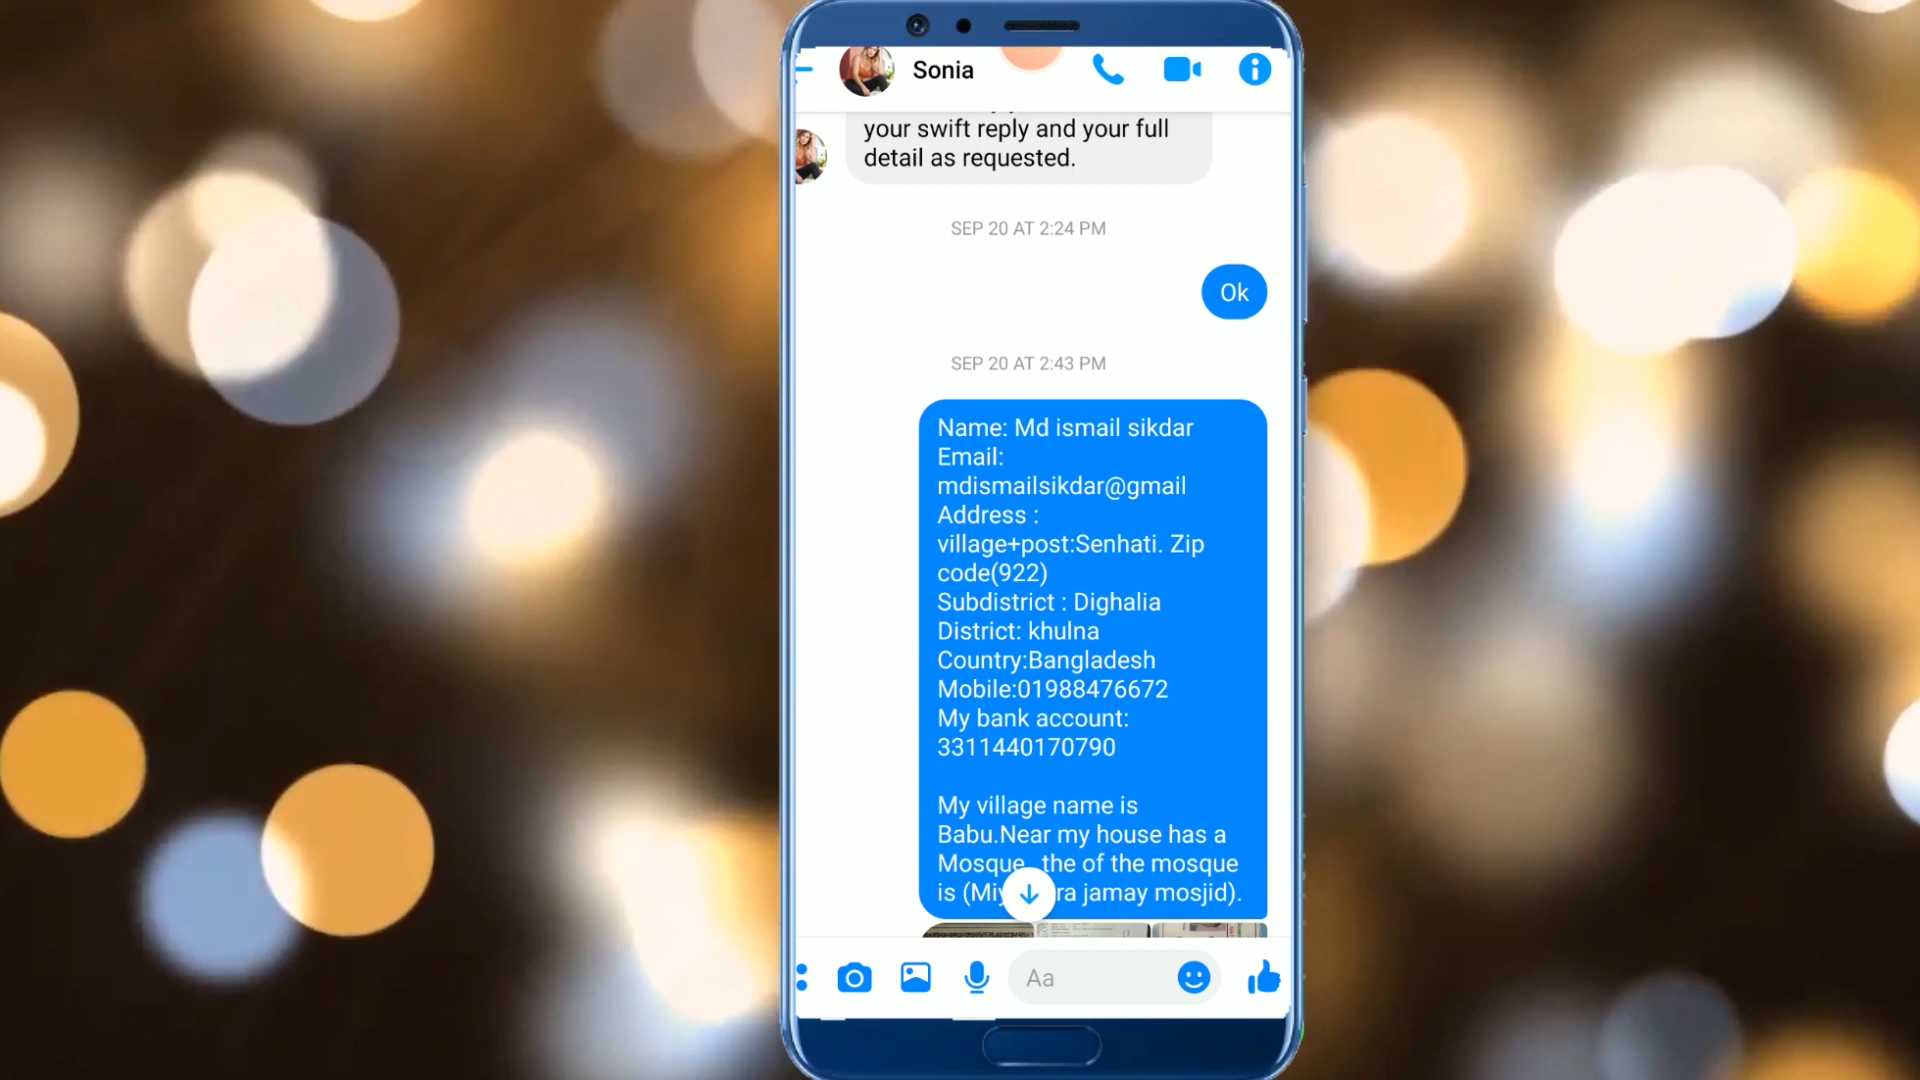 Sonia
your swift reply and your full
detail as requested.
SEP 20 AT 2:24 PM
Ok
SEP 20 AT 2:43 PM
Name: Md ismail sikdar
Email:
mdismailsikdar@gmail
Address :
village+post:Senhati. Zip
code(922)
Subdistrict : Dighalia
District: khulna
Country:Bangladesh
Mobile:01988476672
My bank account:
3311440170790
My village name is
Babu.Near my house has a
Mosque the of the mosque
is ( jamay mosjid).
Aa